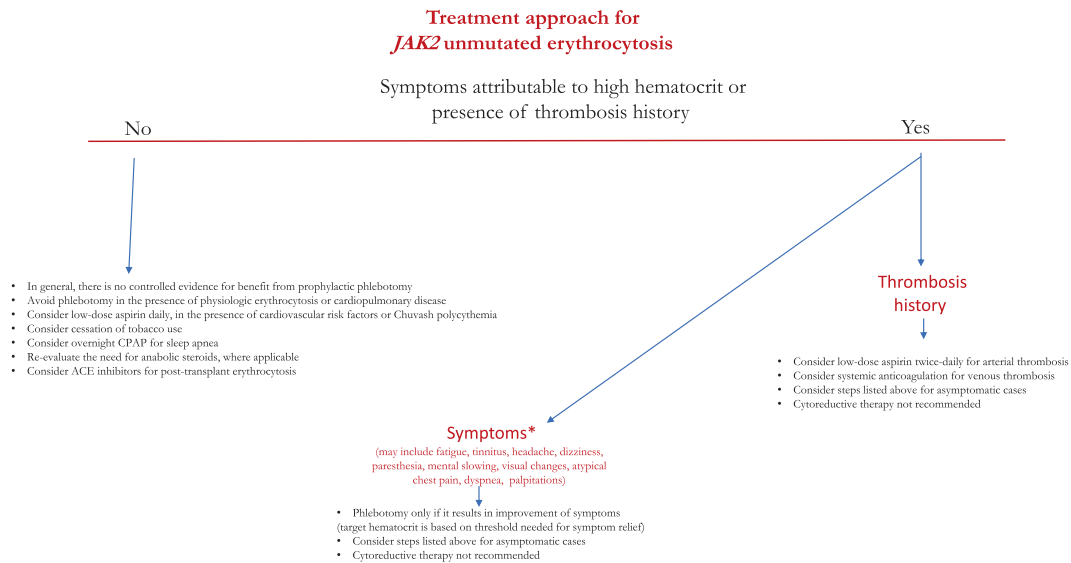 Treatment approach for
JAK2 unmutated erythrocytosis
Symptoms attributable to high hematocrit or
presence of thrombosis history
No
Yes
• In general, there is no controlled evidence for benefit from prophylactic phlebotomy
• Avoid phlebotomy in the presence of physiologic erythrocytosis or cardiopulmonary disease
• Consider low-dose aspirin daily, in the presence of cardiovascular risk factors or Chuvash polycythemia
• Consider cessation of tobacco use
• Consider overnight CPAP for sleep apnea
• Re-evaluate the need for anabolic steroids, where applicable
• Consider ACE inhibitors for post-transplant erythrocytosis
Thrombosis
history
• Consider low-dose aspirin twice-daily for arterial thrombosis
• Consider systemic anticoagulation for venous thrombosis
• Consider steps listed above for asymptomatic cases
• Cytoreductive therapy not recommended
Symptoms*
(may include fatigue, tinnitus, headache, dizziness,
paresthesia, mental slowing, visual changes, atypical
chest pain, dyspnea, palpitations)
• Phlebotomy only if it results in improvement of symptoms
(target hematocrit is based on threshold needed for symptom relief)
• Consider steps listed above for asymptomatic cases
• Cytoreductive therapy not recommended